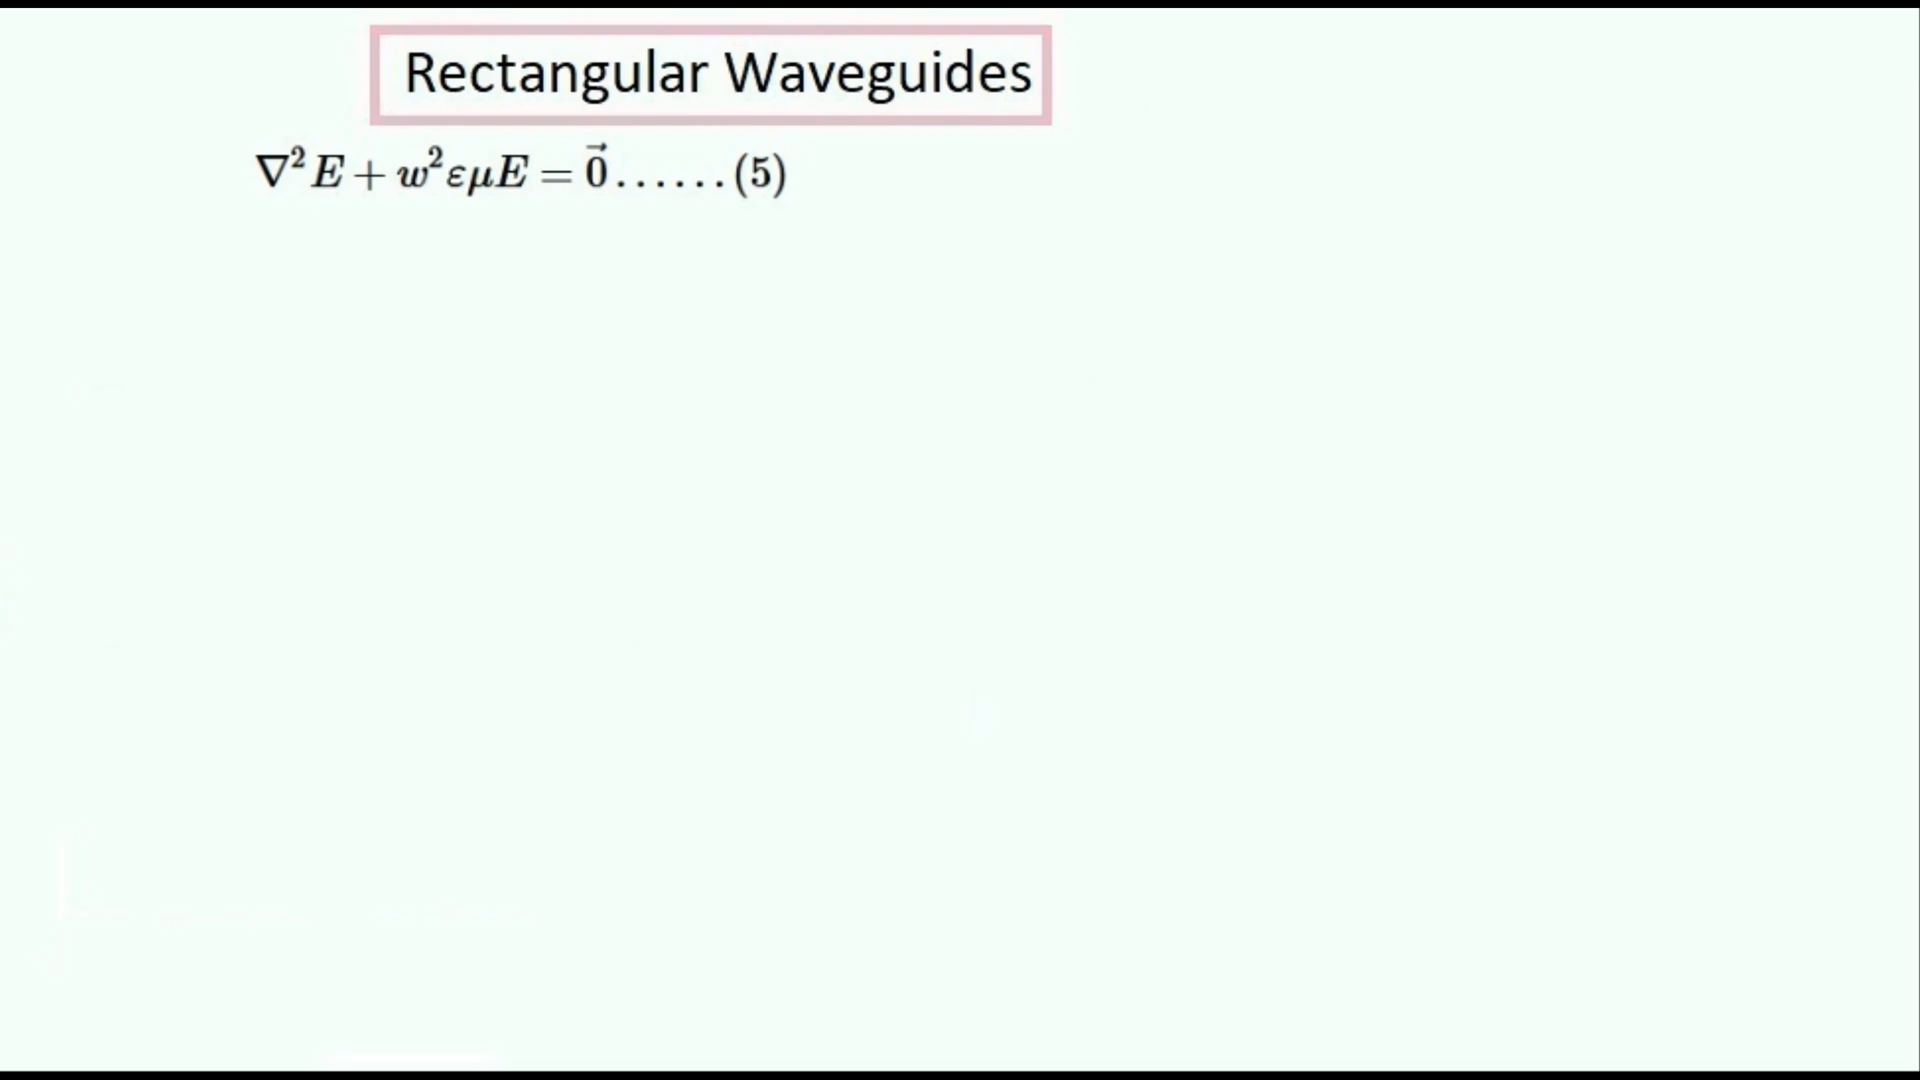 Rectangular Waveguides
∇²E + w²εμE = 0⃗ . . . . . . (5)